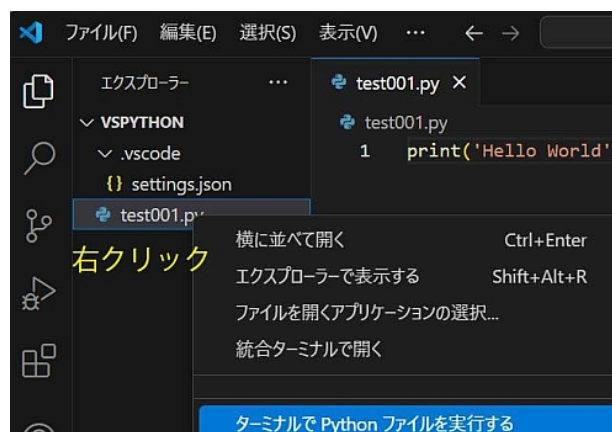 ファイル(F) 編集(E) 選択(S) 表示(V) ···
エクスプローラー ···
test001.py ×
VSPYTHON
test001.py
.vscode
1 print('Hello World'
{} settings.json
test001.py
右クリック
横に並べて開く Ctrl+Enter
エクスプローラーで表示する Shift+Alt+R
ファイルを開くアプリケーションの選択...
統合ターミナルで開く
ターミナルで Python ファイルを実行する